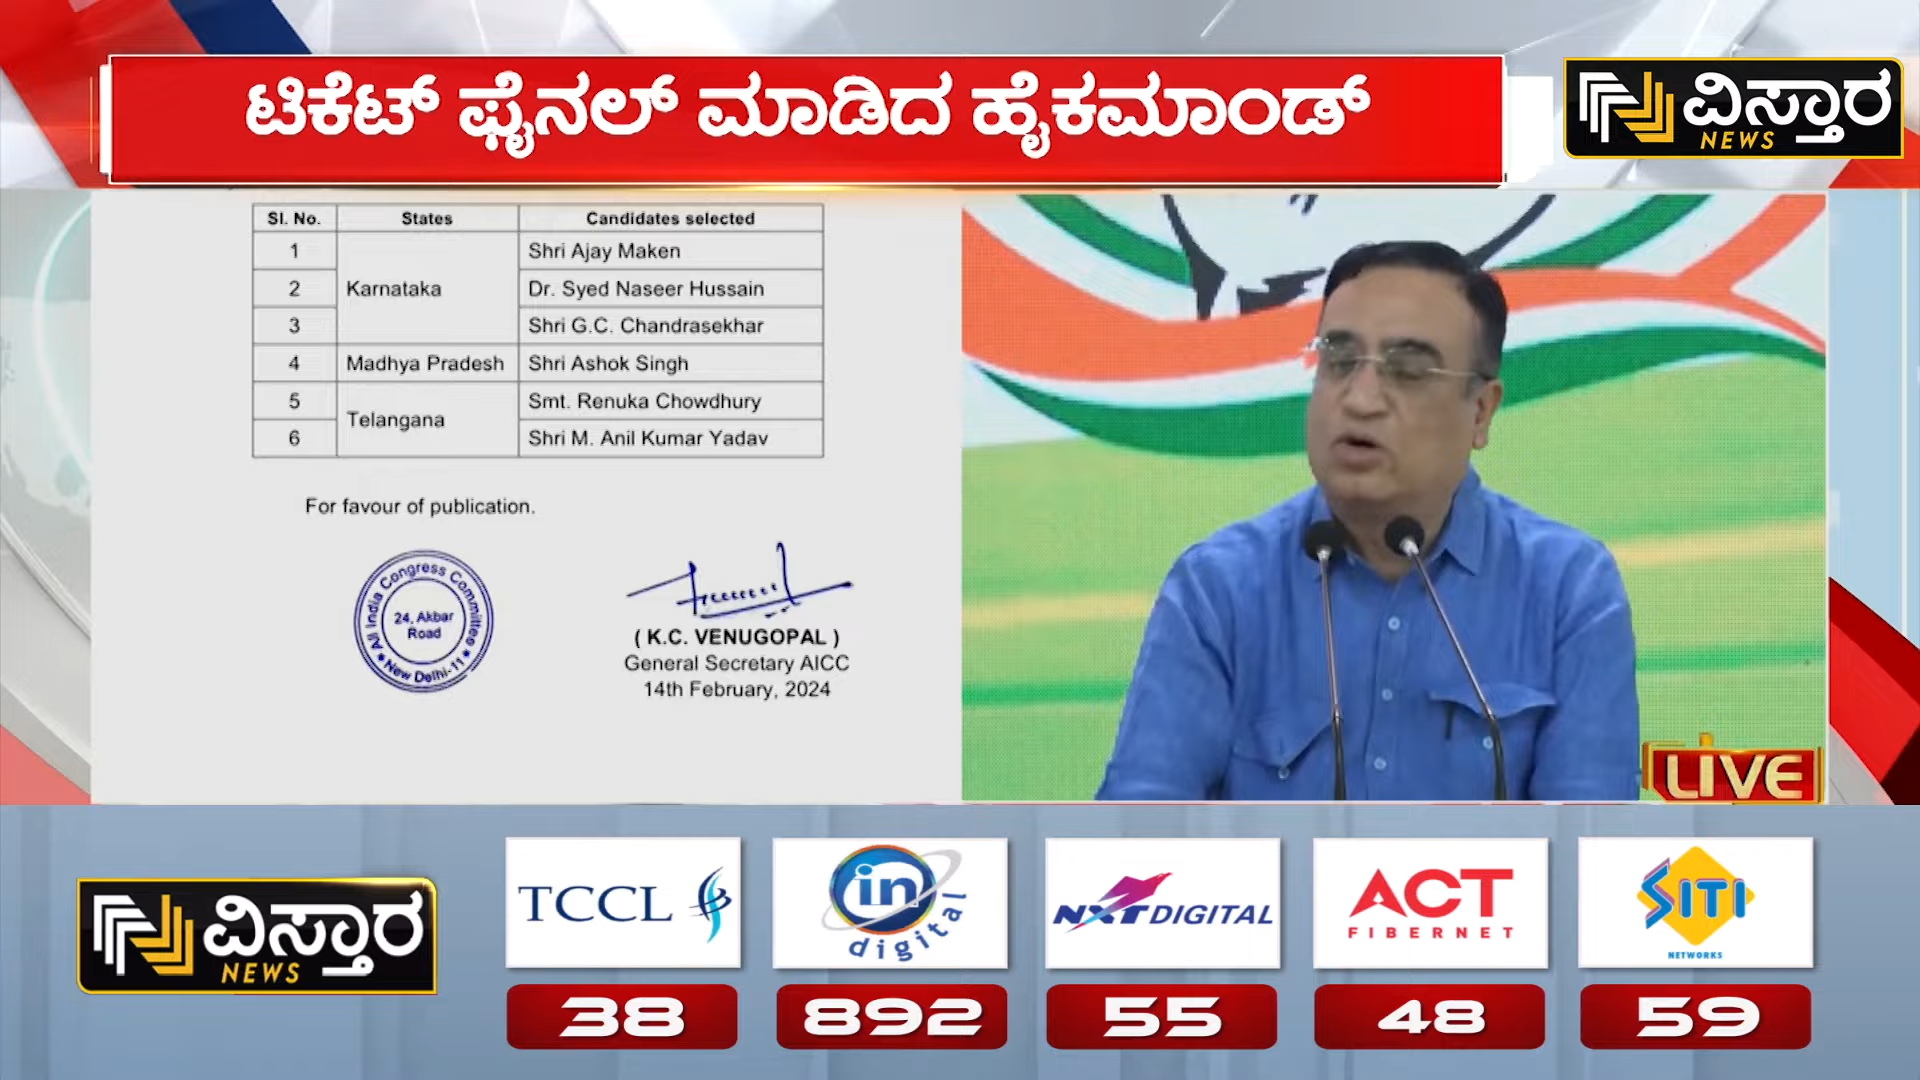 ಟಿಕೆಟ್ ಫೈನಲ್ ಮಾಡಿದ ಹೈಕಮಾಂಡ್
ವಿಸ್ತಾರ
NEWS
Sl. No. States Candidates selected
1 Shri Ajay Maken
2 Karnataka Dr. Syed Naseer Hussain
3 Shri G.C. Chandrasekhar
4 Madhya Pradesh Shri Ashok Singh
5 Smt. Renuka Chowdhury
Telangana
6 Shri M. Anil Kumar Yadav
For favour of publication.
All India Congress Committee
24, Akbar
Road
New Delhi-11
( K.C. VENUGOPAL )
General Secretary AICC
14th February, 2024
LIVE
ವಿಸ್ತಾರ
NEWS
TCCL
in
digital
NXTDIGITAL
ACT
FIBERNET
SITI
NETWORKS
38 892 55 48 59